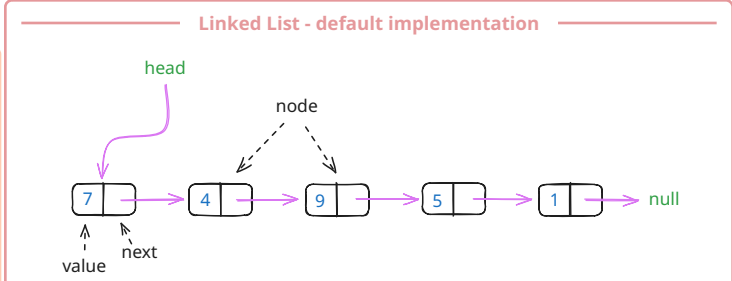 Linked List - default implementation
head
node
7 4 9 5 1 null
next
value